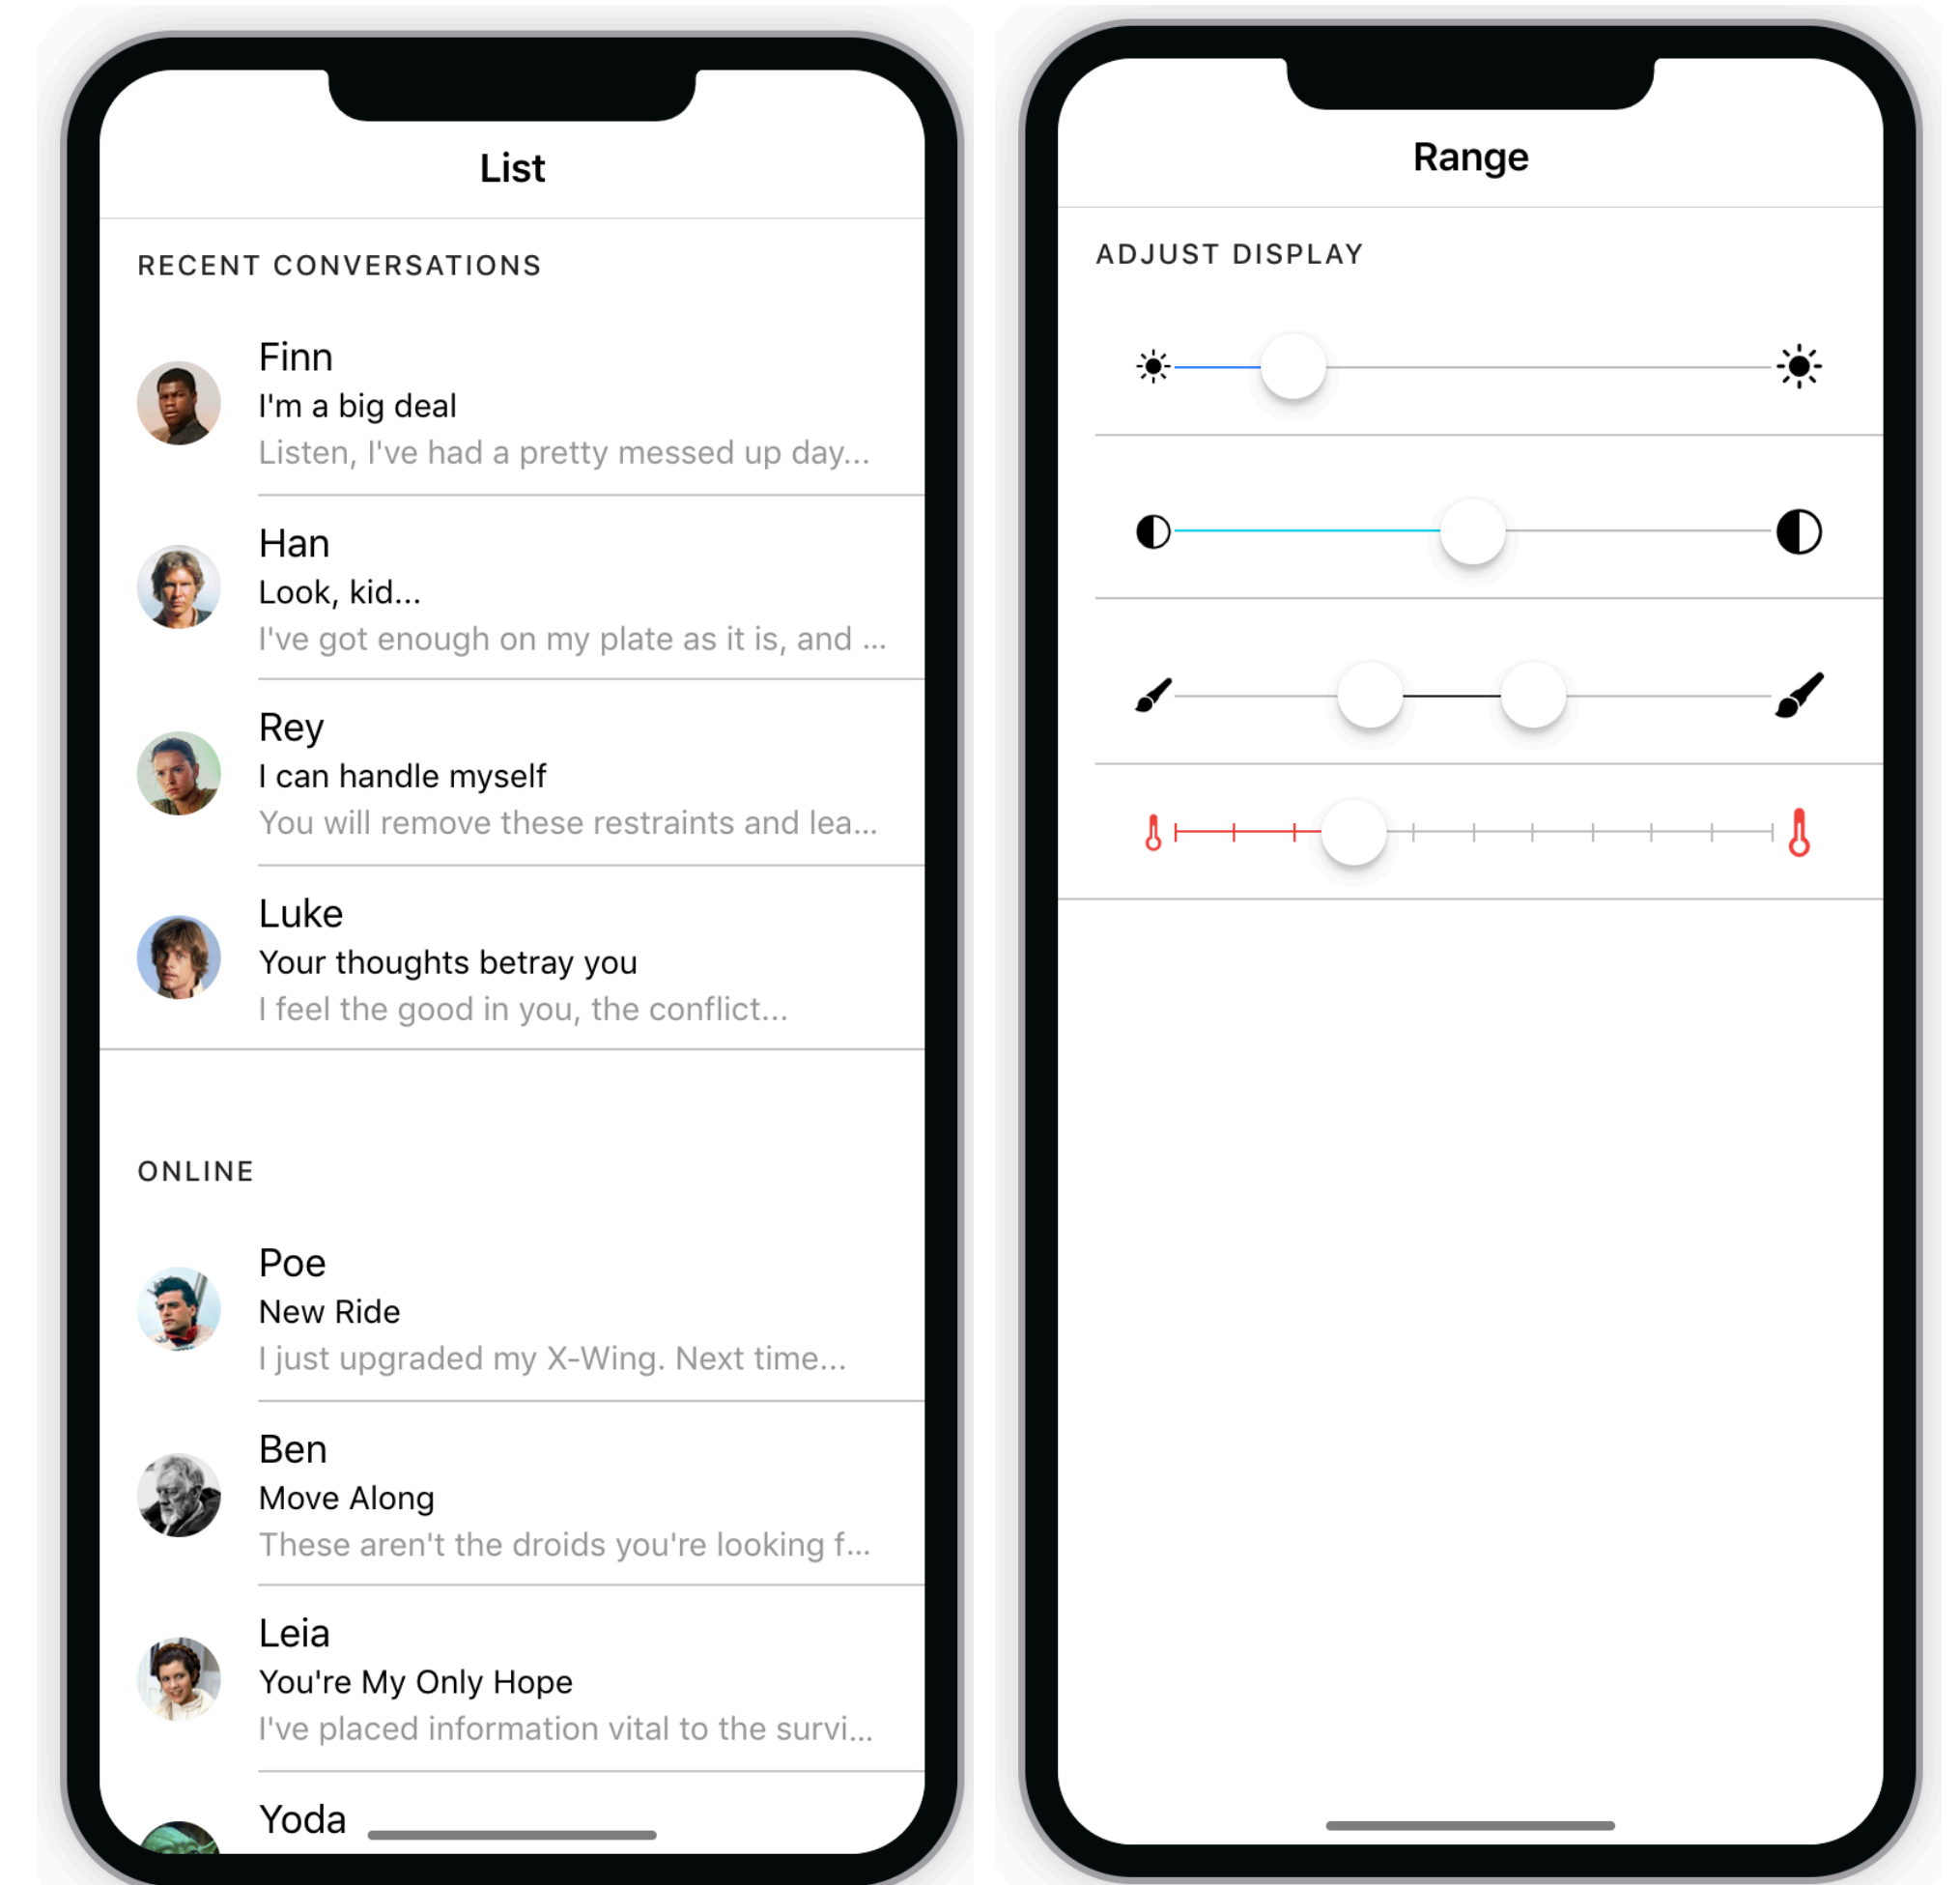 List
RECENT CONVERSATIONS
Finn
I'm a big deal
Listen, I've had a pretty messed up day...
Han
Look, kid...
I've got enough on my plate as it is, and ...
Rey
I can handle myself
You will remove these restraints and lea...
Luke
Your thoughts betray you
I feel the good in you, the conflict...
ONLINE
Poe
New Ride
I just upgraded my X-Wing. Next time...
Ben
Move Along
These aren't the droids you're looking f...
Leia
You're My Only Hope
I've placed information vital to the survi...
Yoda
Range
ADJUST DISPLAY